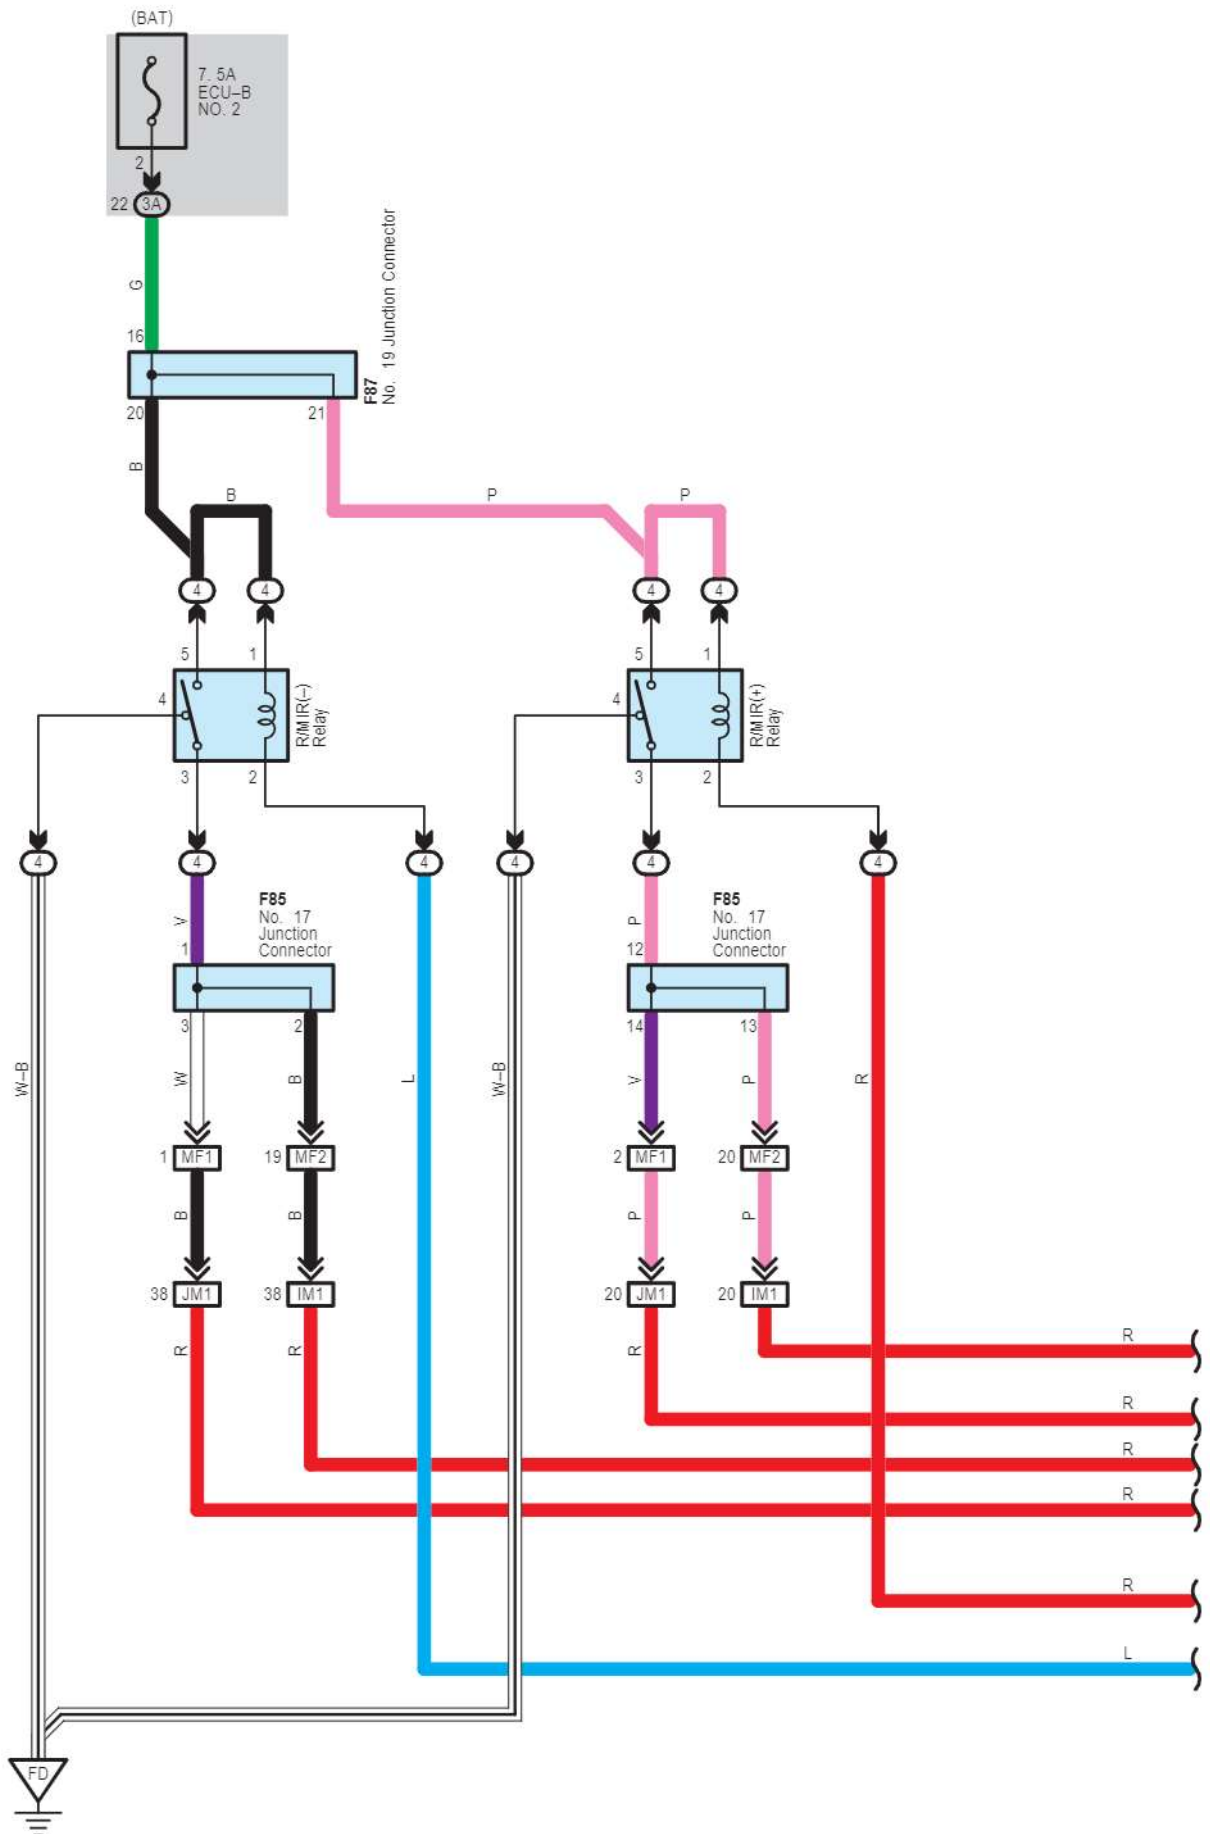 (BAT)
7. 5A
ECU–B
NO. 2
2
22
3A
G
16
F87
No. 19 Junction Connector
20
21
B
B
P
P
4
4
4
4
5
1
5
1
4
4
R/MIR(–)
Relay
R/MIR(+)
Relay
3
2
3
2
4
4
4
4
4
4
V
1
F85
No. 17
Junction
Connector
P
12
F85
No. 17
Junction
Connector
3
2
14
13
W–B
W
B
L
W–B
V
P
R
1
MF1
19
MF2
2
MF1
20
MF2
B
B
P
P
38
JM1
38
IM1
20
JM1
20
IM1
R
R
R
R
R
R
R
R
L
FD